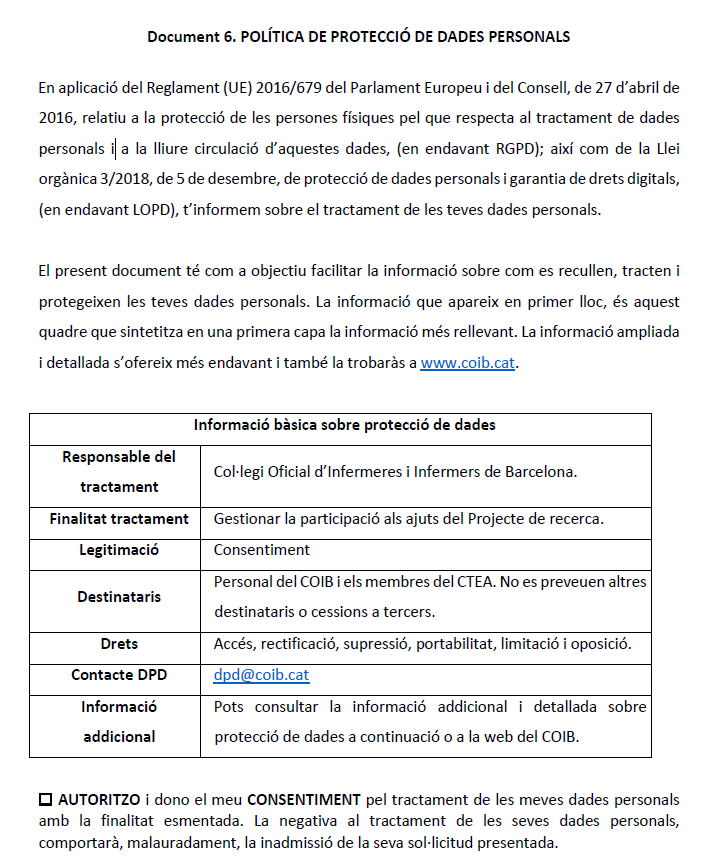 Document 6. POLÍTICA DE PROTECCIÓ DE DADES PERSONALS
En aplicació del Reglament (UE) 2016/679 del Parlament Europeu i del Consell, de 27 d’abril de
2016, relatiu a la protecció de les persones físiques pel que respecta al tractament de dades
personals i a la lliure circulació d’aquestes dades, (en endavant RGPD); així com de la Llei
orgànica 3/2018, de 5 de desembre, de protecció de dades personals i garantia de drets digitals,
(en endavant LOPD), t’informem sobre el tractament de les teves dades personals.
El present document té com a objectiu facilitar la informació sobre com es recullen, tracten i
protegeixen les teves dades personals. La informació que apareix en primer lloc, és aquest
quadre que sintetitza en una primera capa la informació més rellevant. La informació ampliada
i detallada s’ofereix més endavant i també la trobaràs a www.coib.cat.
Informació bàsica sobre protecció de dades
Responsable del
tractament
Col·legi Oficial d’Infermeres i Infermers de Barcelona.
Finalitat tractament
Gestionar la participació als ajuts del Projecte de recerca.
Legitimació
Consentiment
Destinataris
Personal del COIB i els membres del CTEA. No es preveuen altres
destinataris o cessions a tercers.
Drets
Accés, rectificació, supressió, portabilitat, limitació i oposició.
Contacte DPD
dpd@coib.cat
Informació
addicional
Pots consultar la informació addicional i detallada sobre
protecció de dades a continuació o a la web del COIB.
☐ AUTORITZO i dono el meu CONSENTIMENT pel tractament de les meves dades personals
amb la finalitat esmentada. La negativa al tractament de les seves dades personals,
comportarà, malauradament, la inadmissió de la seva sol·licitud presentada.